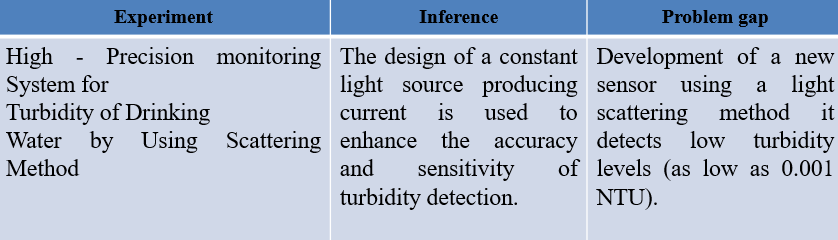 Experiment
Inference
Problem gap
High - Precision monitoring
System for
Turbidity of Drinking
Water by Using Scattering
Method
The design of a constant
light source producing
current is used to
enhance the accuracy
and sensitivity of
turbidity detection.
Development of a new
sensor using a light
scattering method it
detects low turbidity
levels (as low as 0.001
NTU).